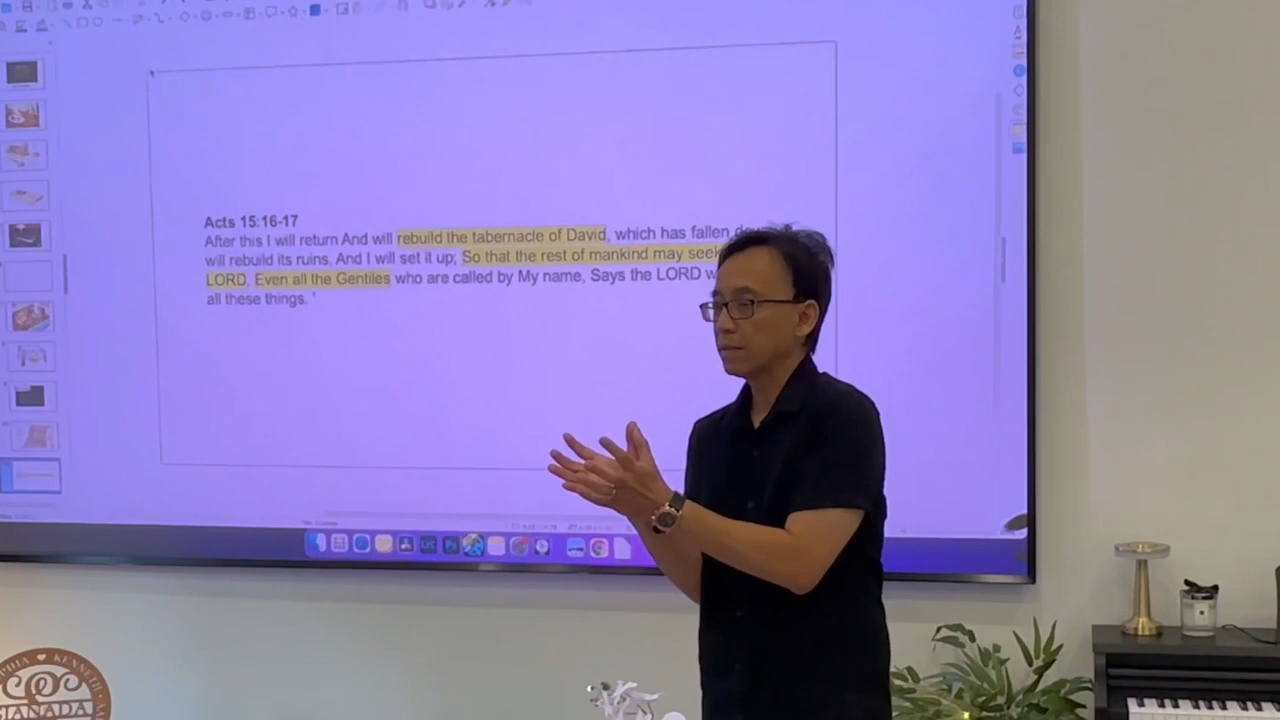 Acts 15:16-17
After this I will return And will rebuild the tabernacle of David, which has fallen
will rebuild its ruins, And I will set it up; So that the rest of mankind may seek
LORD, Even all the Gentiles who are called by My name, Says the LORD
all these things. '
KENNETH